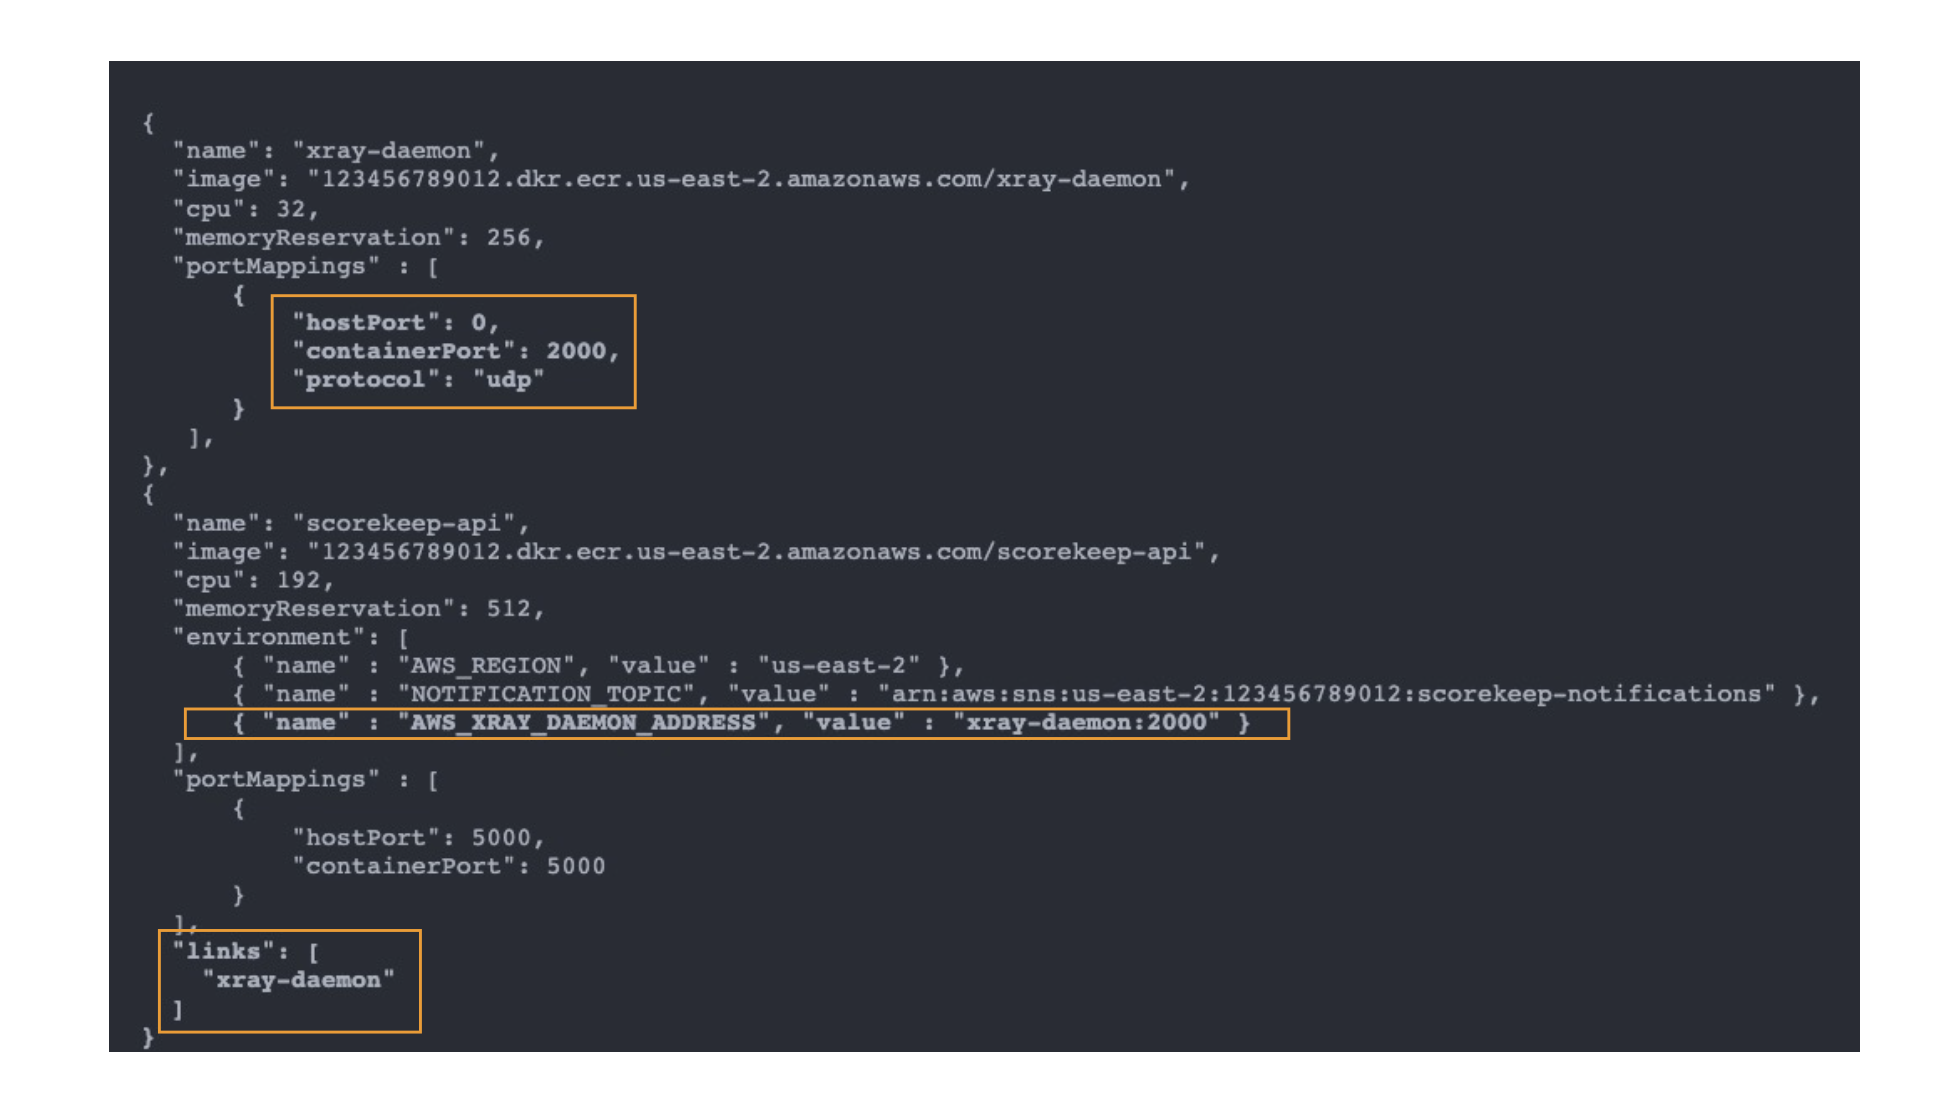 {
"name": "xray-daemon",
"image": "123456789012.dkr.ecr.us-east-2.amazonaws.com/xray-daemon",
"cpu": 32,
"memoryReservation": 256,
"portMappings" : [
{
"hostPort": 0,
"containerPort": 2000,
"protocol": "udp"
}
],
},
{
"name": "scorekeep-api",
"image": "123456789012.dkr.ecr.us-east-2.amazonaws.com/scorekeep-api",
"cpu": 192,
"memoryReservation": 512,
"environment": [
{ "name" : "AWS_REGION", "value" : "us-east-2" },
{ "name" : "NOTIFICATION_TOPIC", "value" : "arn:aws:sns:us-east-2:123456789012:scorekeep-notifications" },
{ "name" : "AWS_XRAY_DAEMON_ADDRESS", "value" : "xray-daemon:2000" }
],
"portMappings" : [
{
"hostPort": 5000,
"containerPort": 5000
}
],
"links": [
"xray-daemon"
]
}